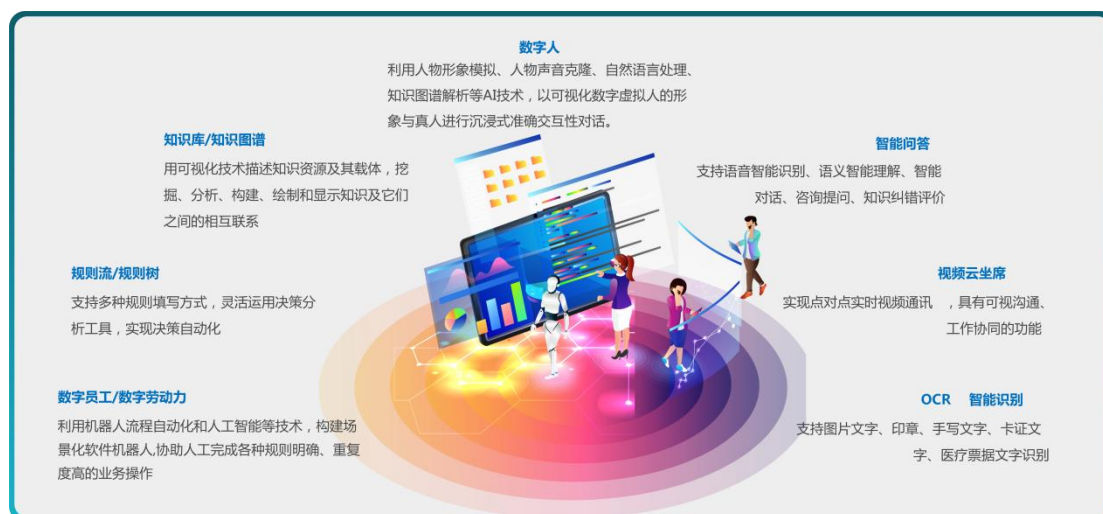 数字人
利用人物形象模拟、人物声音克隆、自然语言处理、
知识图谱解析等AI技术，以可视化数字虚拟人的形
象与真人进行沉浸式准确交互性对话。
知识库/知识图谱
用可视化技术描述知识资源及其载体，挖
掘、分析、构建、绘制和显示知识及它们
之间的相互联系
智能问答
支持语音智能识别、语义智能理解、智能
对话、咨询提问、知识纠错评价
规则流/规则树
支持多种规则填写方式，灵活运用决策分
析工具，实现决策自动化
视频云坐席
实现点对点实时视频通讯 ，具有可视沟通、
工作协同的功能
数字员工/数字劳动力
利用机器人流程自动化和人工智能等技术，构建场
景化软件机器人,协助人工完成各种规则明确、重复
度高的业务操作
OCR 智能识别
支持图片文字、印章、手写文字、卡证文
字、医疗票据文字识别